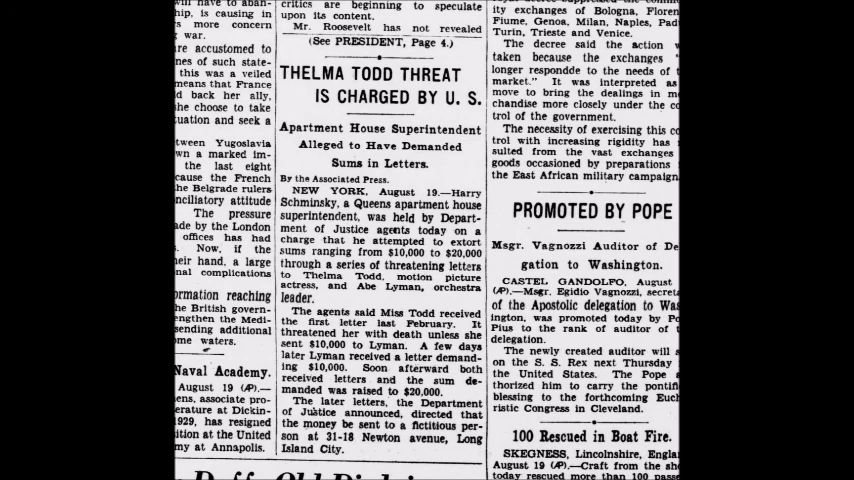 will have to aban-
hip, is causing in
s more concern
war.
re accustomed to
nes of such state-
this was a veiled
means that France
d back her ally,
he choose to take
tuation and seek a
tween Yugoslavia
wn a marked im-
the last eight
cause the French
he Belgrade rulers
nciliatory attitude
The pressure
ade by the London
offices has had
. Now, if the
heir hand, a large
nal complications
ormation reaching
he British govern-
engthen the Medi-
sending additional
ome waters.
Naval Academy.
August 19 (AP).—
ens, associate pro-
erature at Dickin-
1929, has resigned
ition at the United
my at Annapolis.
critics are beginning to speculate
upon its content.
Mr. Roosevelt has not revealed
(See PRESIDENT, Page 4.)
THELMA TODD THREAT
IS CHARGED BY U. S.
Apartment House Superintendent
Alleged to Have Demanded
Sums in Letters.
By the Associated Press.
NEW YORK, August 19.—Harry
Schminsky, a Queens apartment house
superintendent, was held by Depart-
ment of Justice agents today on a
charge that he attempted to extort
sums ranging from $10,000 to $20,000
through a series of threatening letters
to Thelma Todd, motion picture
actress, and Abe Lyman, orchestra
leader.
The agents said Miss Todd received
the first letter last February. It
threatened her with death unless she
sent $10,000 to Lyman. A few days
later Lyman received a letter demand-
ing $10,000. Soon afterward both
received letters and the sum de-
manded was raised to $20,000.
The later letters, the Department
of Justice announced, directed that
the money be sent to a fictitious per-
son at 31-18 Newton avenue, Long
Island City.
ity exchanges of Bologna, Floren
Fiume, Genoa, Milan, Naples, Pad
Turin, Trieste and Venice.
The decree said the action w
taken because the exchanges "
longer respondde to the needs of t
market." It was interpreted as
move to bring the dealings in m
chandise more closely under the co
trol of the government.
The necessity of exercising this co
trol with increasing rigidity has
sulted from the vast exchanges
goods occasioned by preparations
the East African military campaign
PROMOTED BY POPE
Msgr. Vagnozzi Auditor of De
gation to Washington.
CASTEL GANDOLFO, August
(AP).—Msgr. Egidio Vagnozzi, secreta
of the Apostolic delegation to Was
ington, was promoted today by Po
Pius to the rank of auditor of t
delegation.
The newly created auditor will s
on the S. S. Rex next Thursday
the United States. The Pope a
thorized him to carry the pontifi
blessing to the forthcoming Euch
ristic Congress in Cleveland.
100 Rescued in Boat Fire.
SKEGNESS, Lincolnshire, Engla
August 19 (AP).—Craft from the sh
today rescued more than 100 passe